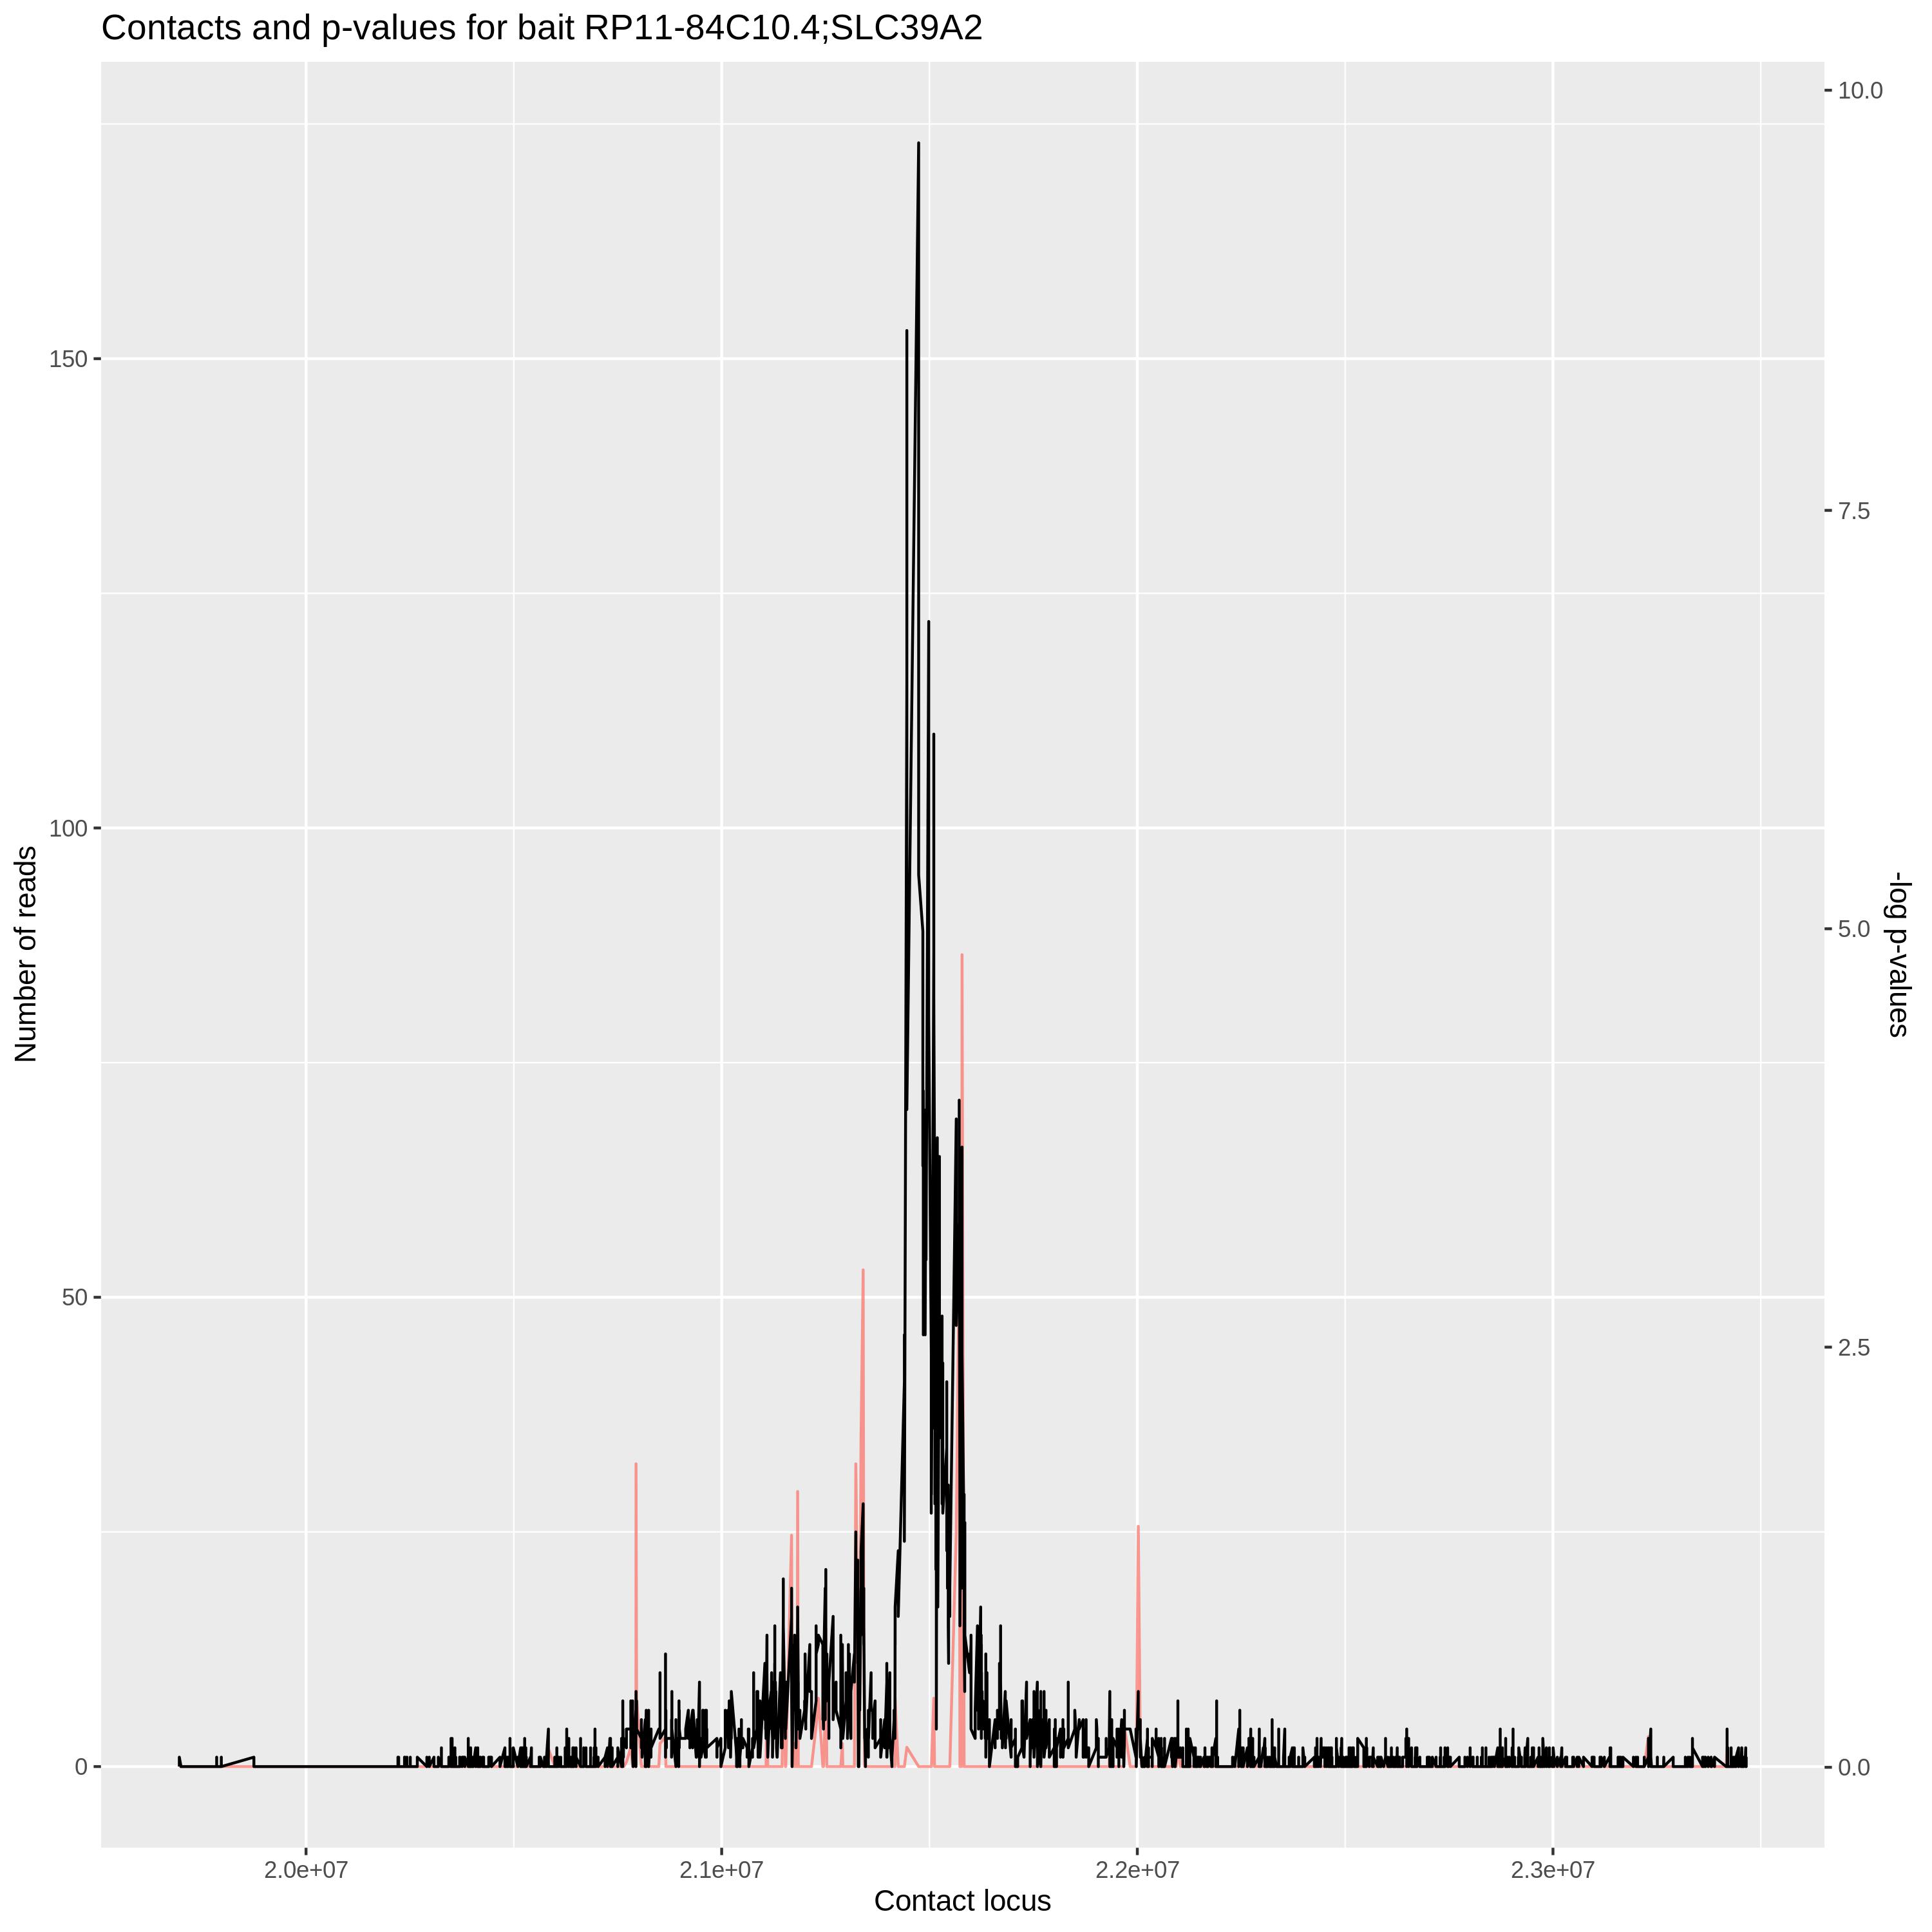 Contacts and p-values for bait RP11-84C10.4;SLC39A2
10.0
150
7.5
100
Number of reads
-log p-values
5.0
50
2.5
0
0.0
2.0e+07 2.1e+07 2.2e+07 2.3e+07
Contact locus